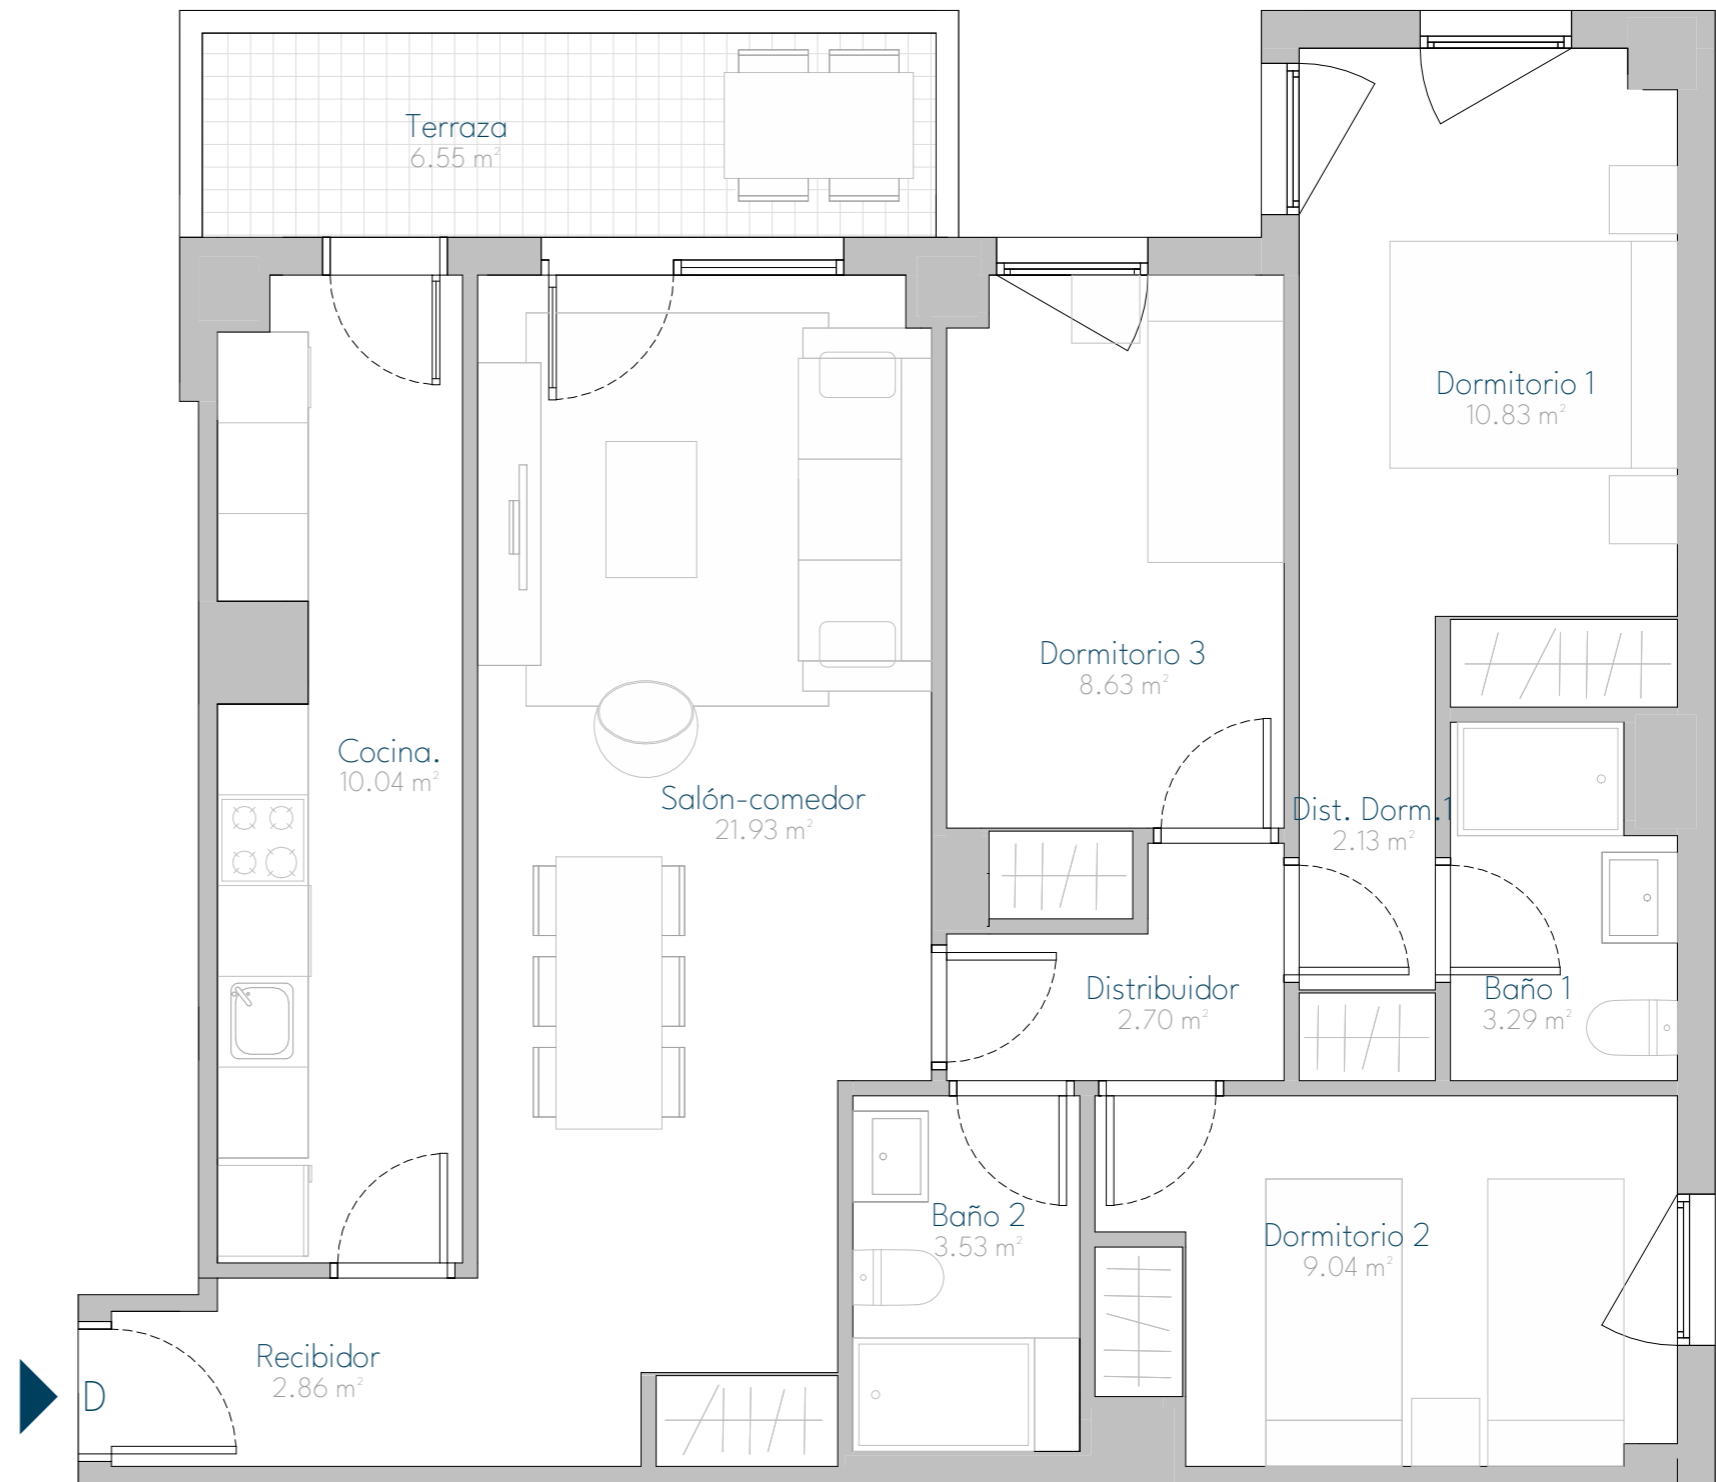 Terraza
6.55 m²
Dormitorio 1
10.83 m²
Dormitorio 3
8.63 m²
Cocina.
10.04 m²
Salón-comedor
21.93 m²
Dist. Dorm.1
2.13 m²
Distribuidor
2.70 m²
Baño 1
3.29 m²
Baño 2
3.53 m²
Dormitorio 2
9.04 m²
Recibidor
2.86 m²
D